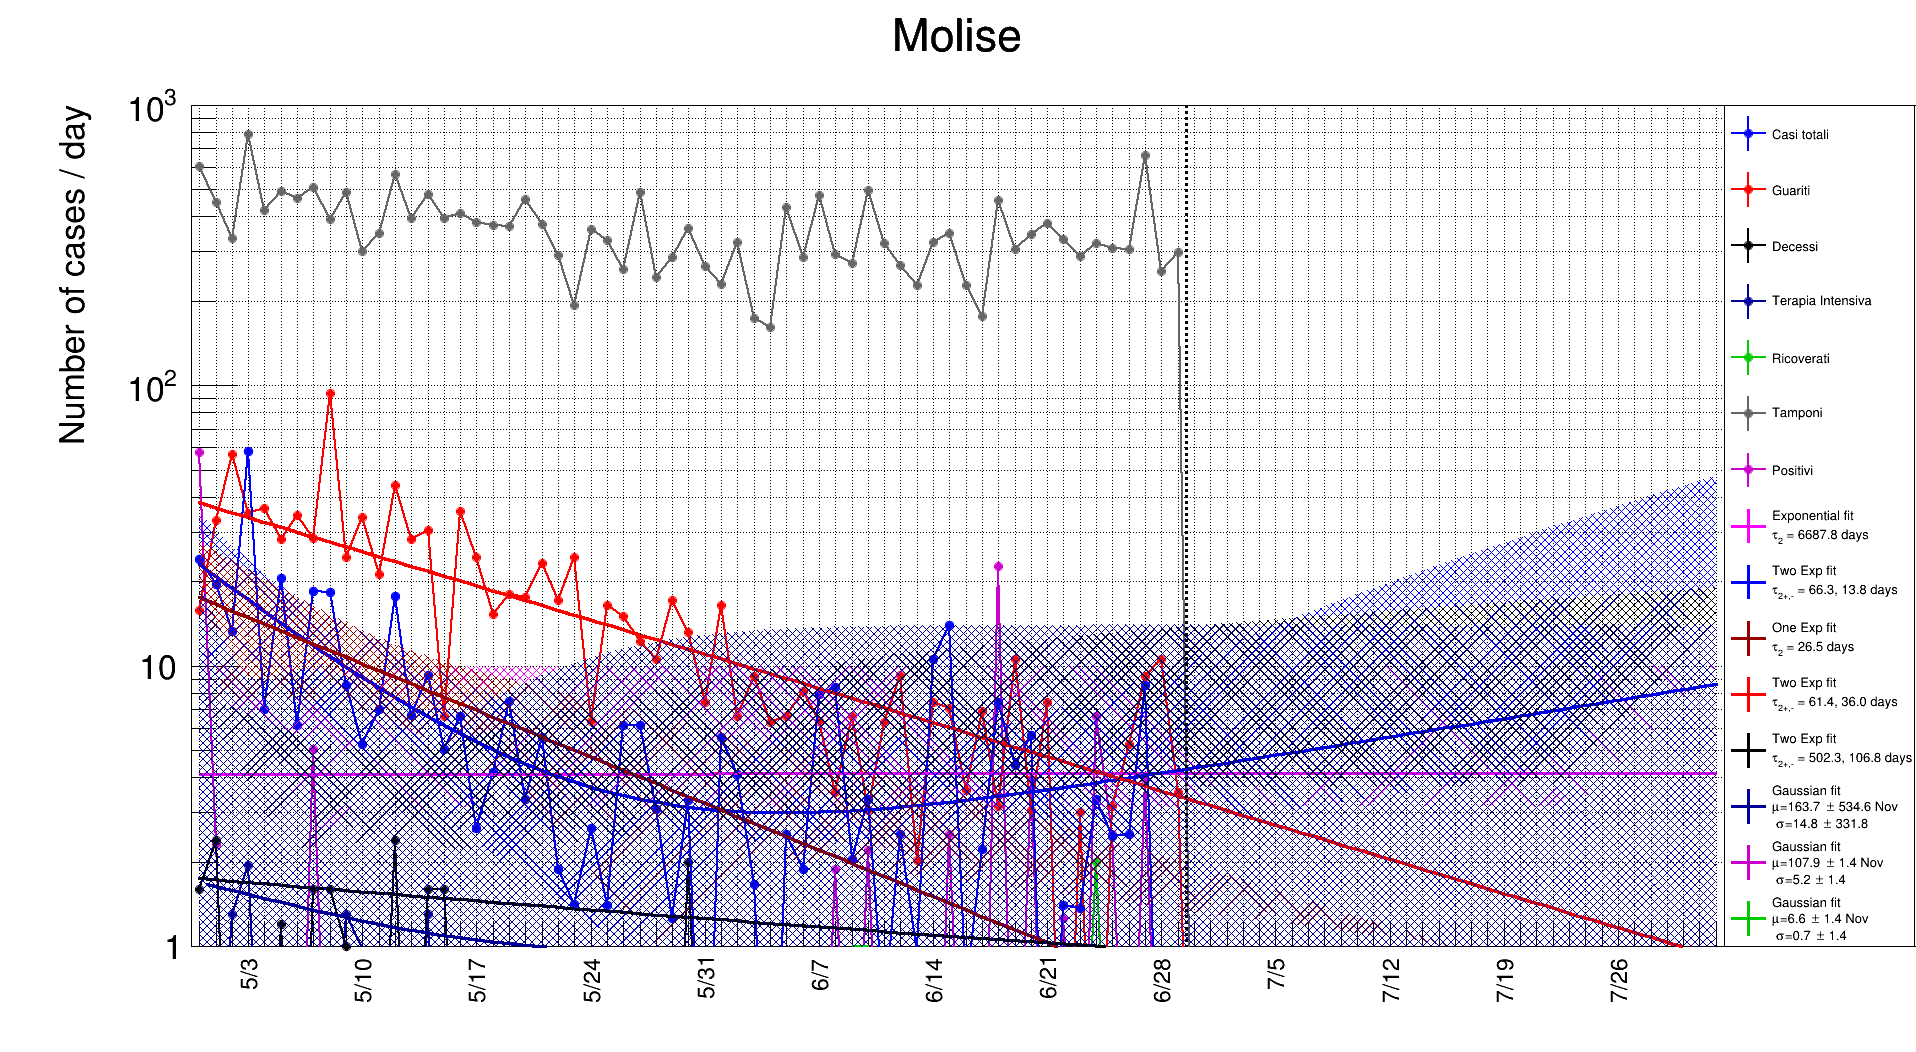 Molise
Number of cases / day
10³
10²
10
1
5/3
5/10
5/17
5/24
5/31
6/7
6/14
6/21
6/28
7/5
7/12
7/19
7/26
Casi totali
Guariti
Decessi
Terapia Intensiva
Ricoverati
Tamponi
Positivi
Exponential fit
τ₂ = 6687.8 days
Two Exp fit
τ₂₊,₋ = 66.3, 13.8 days
One Exp fit
τ₂ = 26.5 days
Two Exp fit
τ₂₊,₋ = 61.4, 36.0 days
Two Exp fit
τ₂₊,₋ = 502.3, 106.8 days
Gaussian fit
μ=163.7 ± 534.6 Nov
σ=14.8 ± 331.8
Gaussian fit
μ=107.9 ± 1.4 Nov
σ=5.2 ± 1.4
Gaussian fit
μ=6.6 ± 1.4 Nov
σ=0.7 ± 1.4